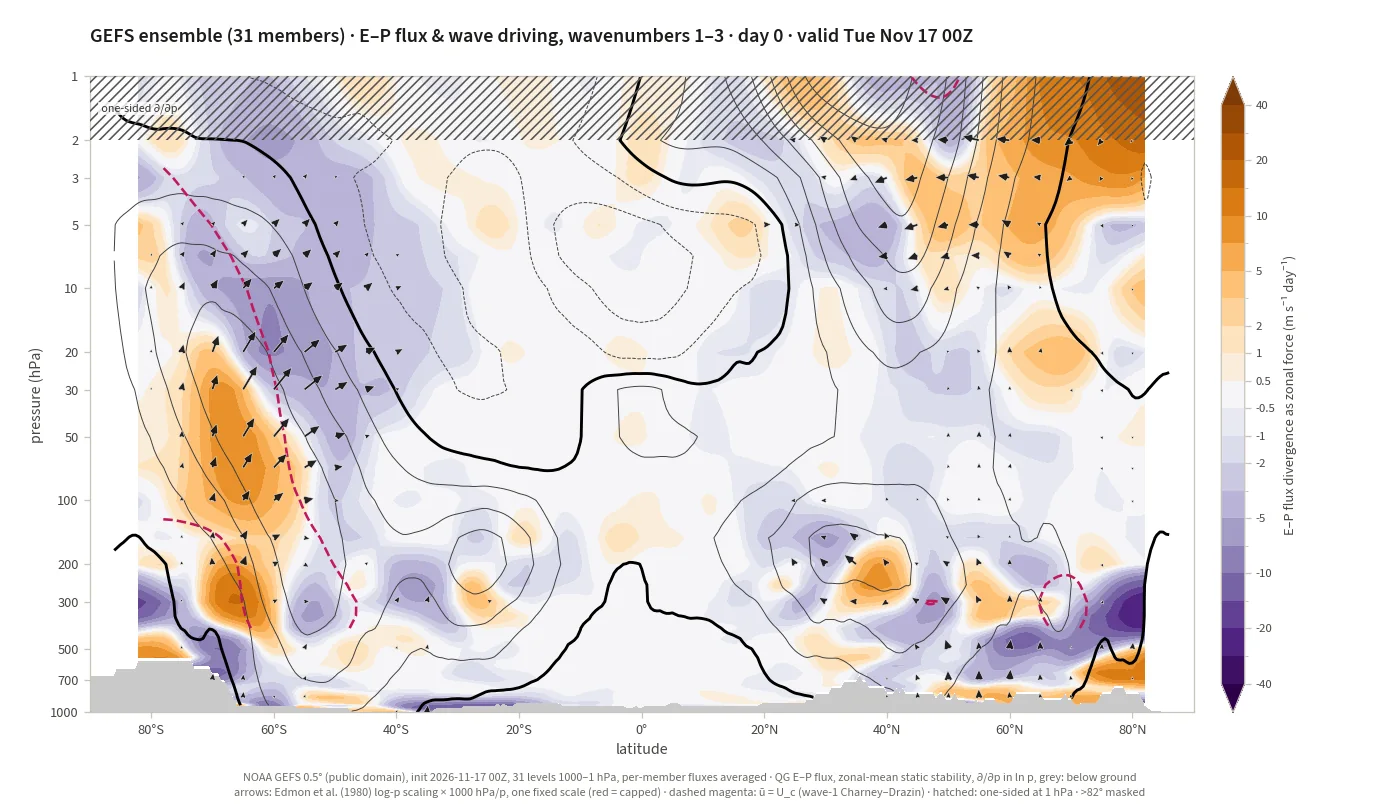 GEFS ensemble (31 members) · E–P flux & wave driving, wavenumbers 1–3 · day 0 · valid Tue Nov 17 00Z
one-sided ∂/∂p
1
2
3
5
10
20
30
50
100
200
300
500
700
1000
pressure (hPa)
80°S
60°S
40°S
20°S
0°
20°N
40°N
60°N
80°N
latitude
40
20
10
5
2
1
0.5
-0.5
-1
-2
-5
-10
-20
-40
E–P flux divergence as zonal force (m s⁻¹ day⁻¹)
NOAA GEFS 0.5° (public domain), init 2026-11-17 00Z, 31 levels 1000–1 hPa, per-member fluxes averaged · QG E–P flux, zonal-mean static stability, ∂/∂p in ln p, grey: below ground
arrows: Edmon et al. (1980) log-p scaling × 1000 hPa/p, one fixed scale (red = capped) · dashed magenta: ū = U_c (wave-1 Charney–Drazin) · hatched: one-sided at 1 hPa · >82° masked